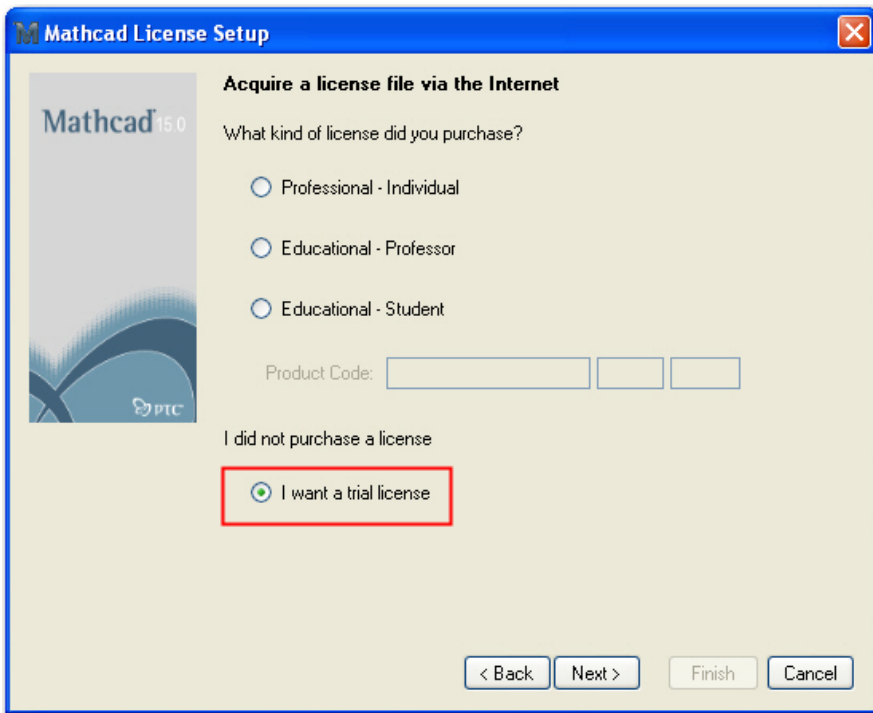 Mathcad License Setup
Mathcad 15.0
PTC
Acquire a license file via the Internet
What kind of license did you purchase?
Professional - Individual
Educational - Professor
Educational - Student
Product Code:
I did not purchase a license
I want a trial license
< Back Next > Finish Cancel